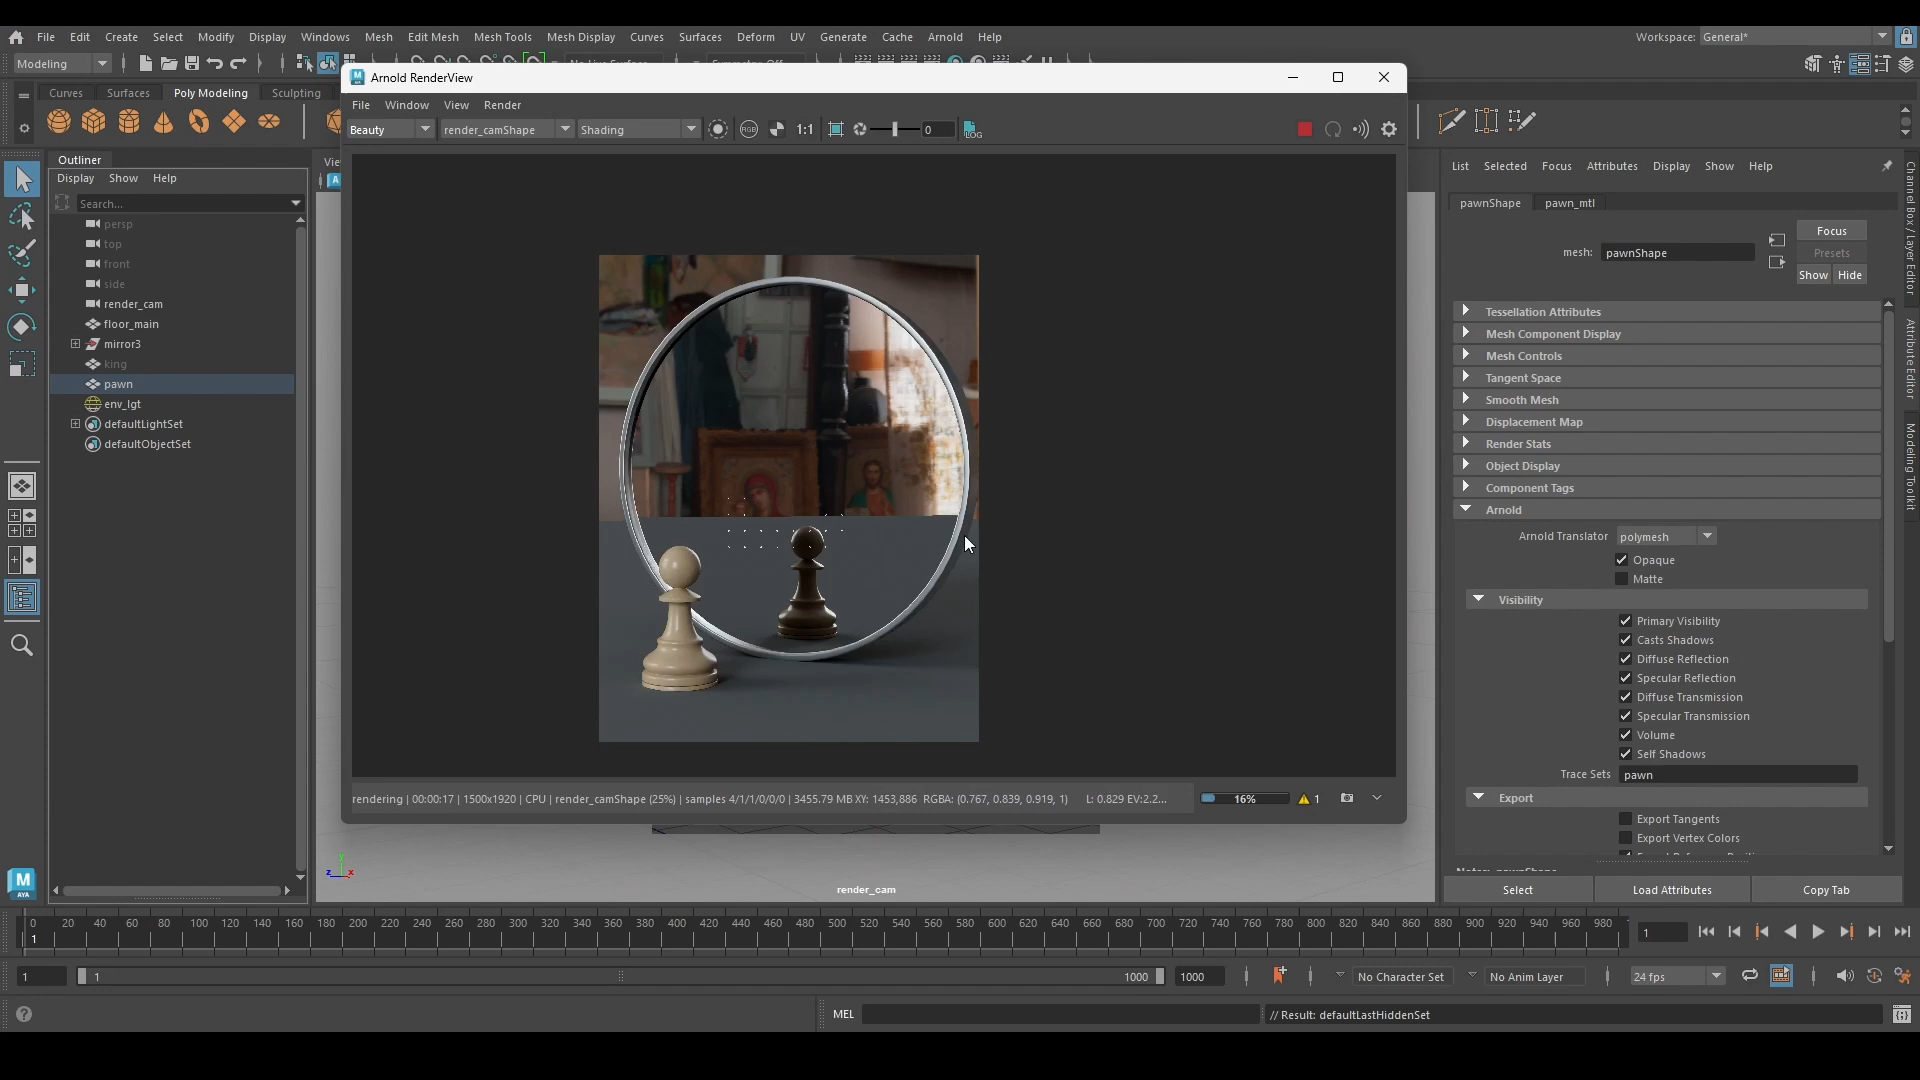 File Edit Create Select Modify Display Windows Mesh Edit Mesh Mesh Tools Mesh Display Curves Surfaces Deform UV Generate Cache Arnold Help
Workspace: General*
Modeling
Arnold RenderView
Curves Surfaces Poly Modeling Sculpting
File Window View Render
Beauty render_camShape Shading RGB 1:1 0 LOG
Outliner
Display Show Help
Search...
persp
top
front
side
render_cam
floor_main
mirror3
king
pawn
env_lgt
defaultLightSet
defaultObjectSet
rendering | 00:00:17 | 1500x1920 | CPU | render_camShape (25%) | samples 4/1/1/0/0/0 | 3455.79 MB XY: 1453,886 RGBA: (0.767, 0.839, 0.919, 1) L: 0.829 EV:2.2...
16% 1
render_cam
y
z x
List Selected Focus Attributes Display Show Help
pawnShape pawn_mtl
Focus
mesh: pawnShape
Presets
Show Hide
Tessellation Attributes
Mesh Component Display
Mesh Controls
Tangent Space
Smooth Mesh
Displacement Map
Render Stats
Object Display
Component Tags
Arnold
Arnold Translator polymesh
Opaque
Matte
Visibility
Primary Visibility
Casts Shadows
Diffuse Reflection
Specular Reflection
Diffuse Transmission
Specular Transmission
Volume
Self Shadows
Trace Sets pawn
Export
Export Tangents
Export Vertex Colors
Select Load Attributes Copy Tab
Channel Box / Layer Editor
Attribute Editor
Modeling Toolkit
M
AYA
0 20 40 60 80 100 120 140 160 180 200 220 240 260 280 300 320 340 360 380 400 420 440 460 480 500 520 540 560 580 600 620 640 660 680 700 720 740 760 780 800 820 840 860 880 900 920 940 960 980
1
1
1 1 1000 1000
No Character Set No Anim Layer 24 fps
MEL // Result: defaultLastHiddenSet